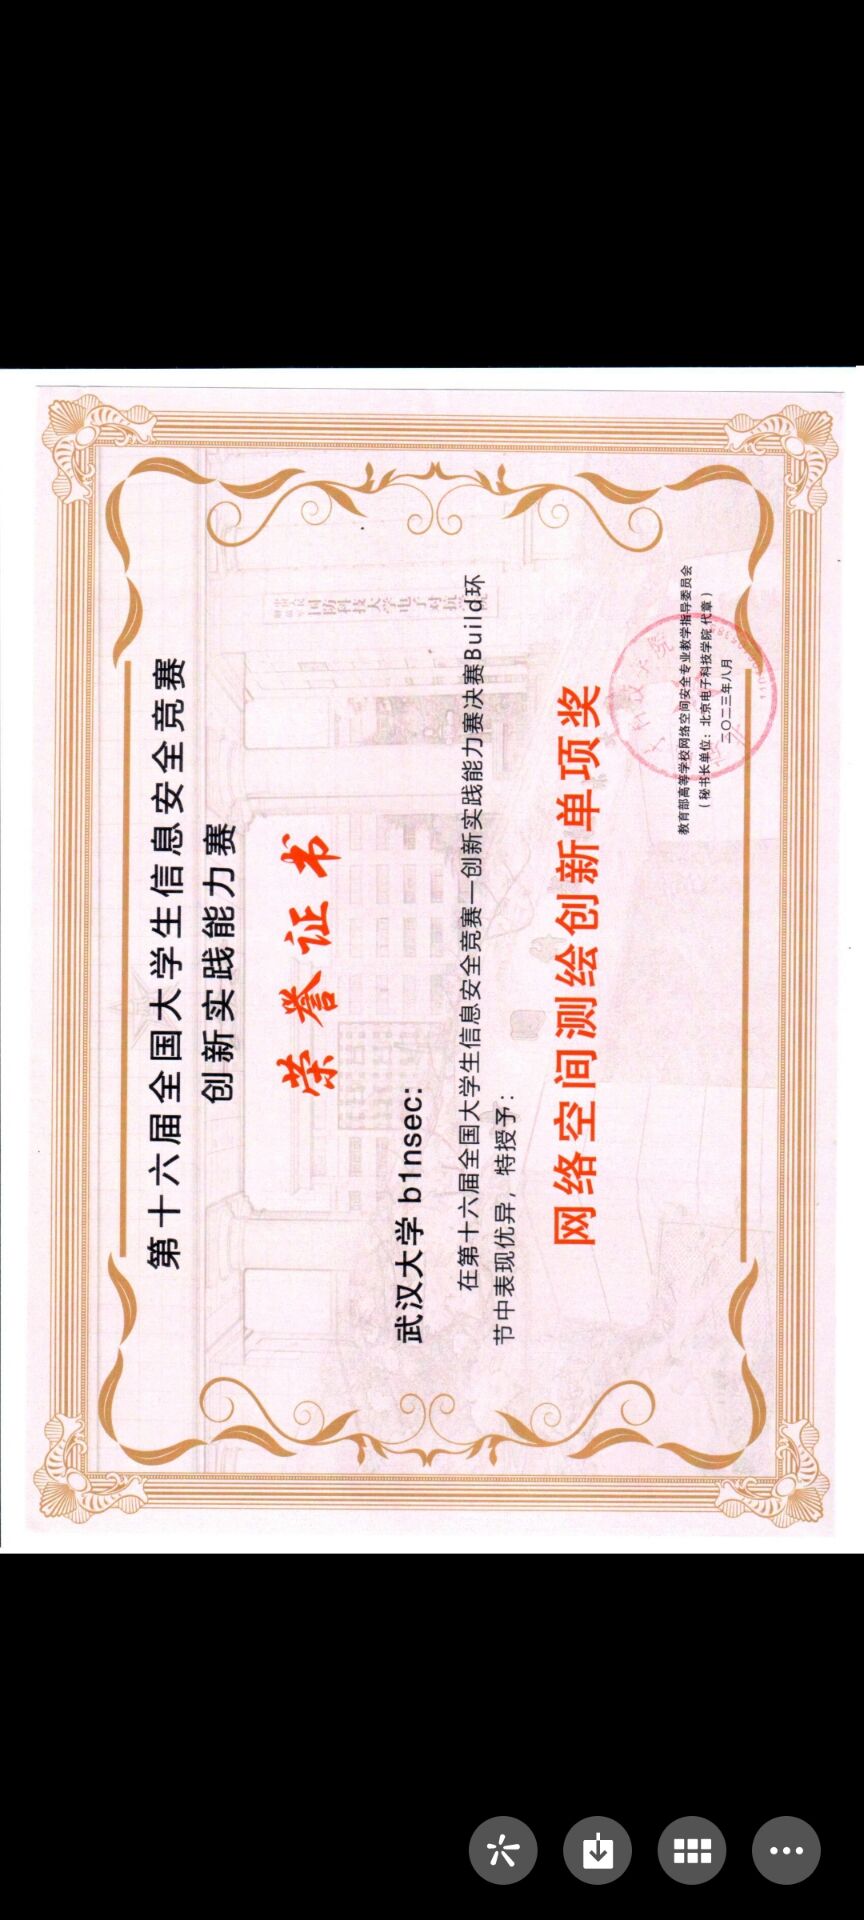 第十六届全国大学生信息安全竞赛
创新实践能力赛
荣誉证书
武汉大学 b1nsec:
在第十六届全国大学生信息安全竞赛—创新实践能力赛决赛Build环
节中表现优异，特授予：
网络空间测绘创新单项奖
教育部高等学校网络空间安全专业教学指导委员会
（秘书长单位：北京电子科技学院 代章）
二〇二三年八月
国防科技大学电子对抗学院